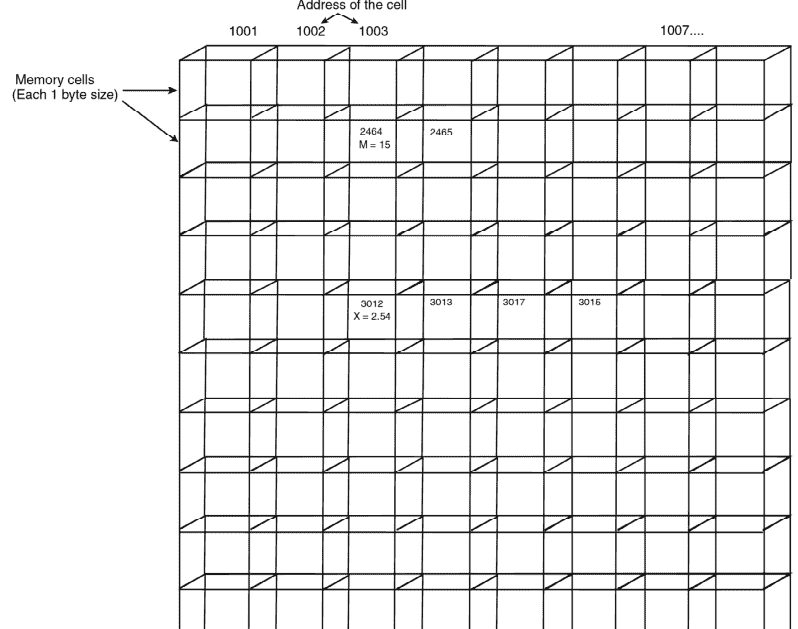 Address of the cell
1001 1002 1003 1007....
Memory cells
(Each 1 byte size)
2464 2465
M = 15
3012 3013 3017 3016
X = 2.54